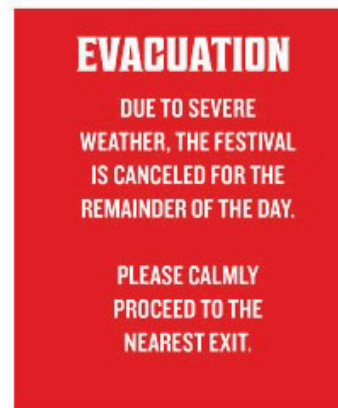 EVACUATION
DUE TO SEVERE
WEATHER, THE FESTIVAL
IS CANCELED FOR THE
REMAINDER OF THE DAY.
PLEASE CALMLY
PROCEED TO THE
NEAREST EXIT.